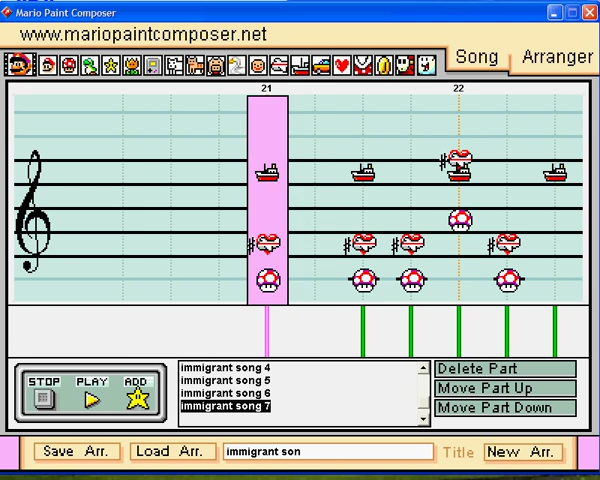 Mario Paint Composer
www.mariopaintcomposer.net
Song
Arranger
21
22
STOP
PLAY
ADD
immigrant song 4
immigrant song 5
immigrant song 6
immigrant song 7
Delete Part
Move Part Up
Move Part Down
Save Arr.
Load Arr.
immigrant son
Title
New Arr.